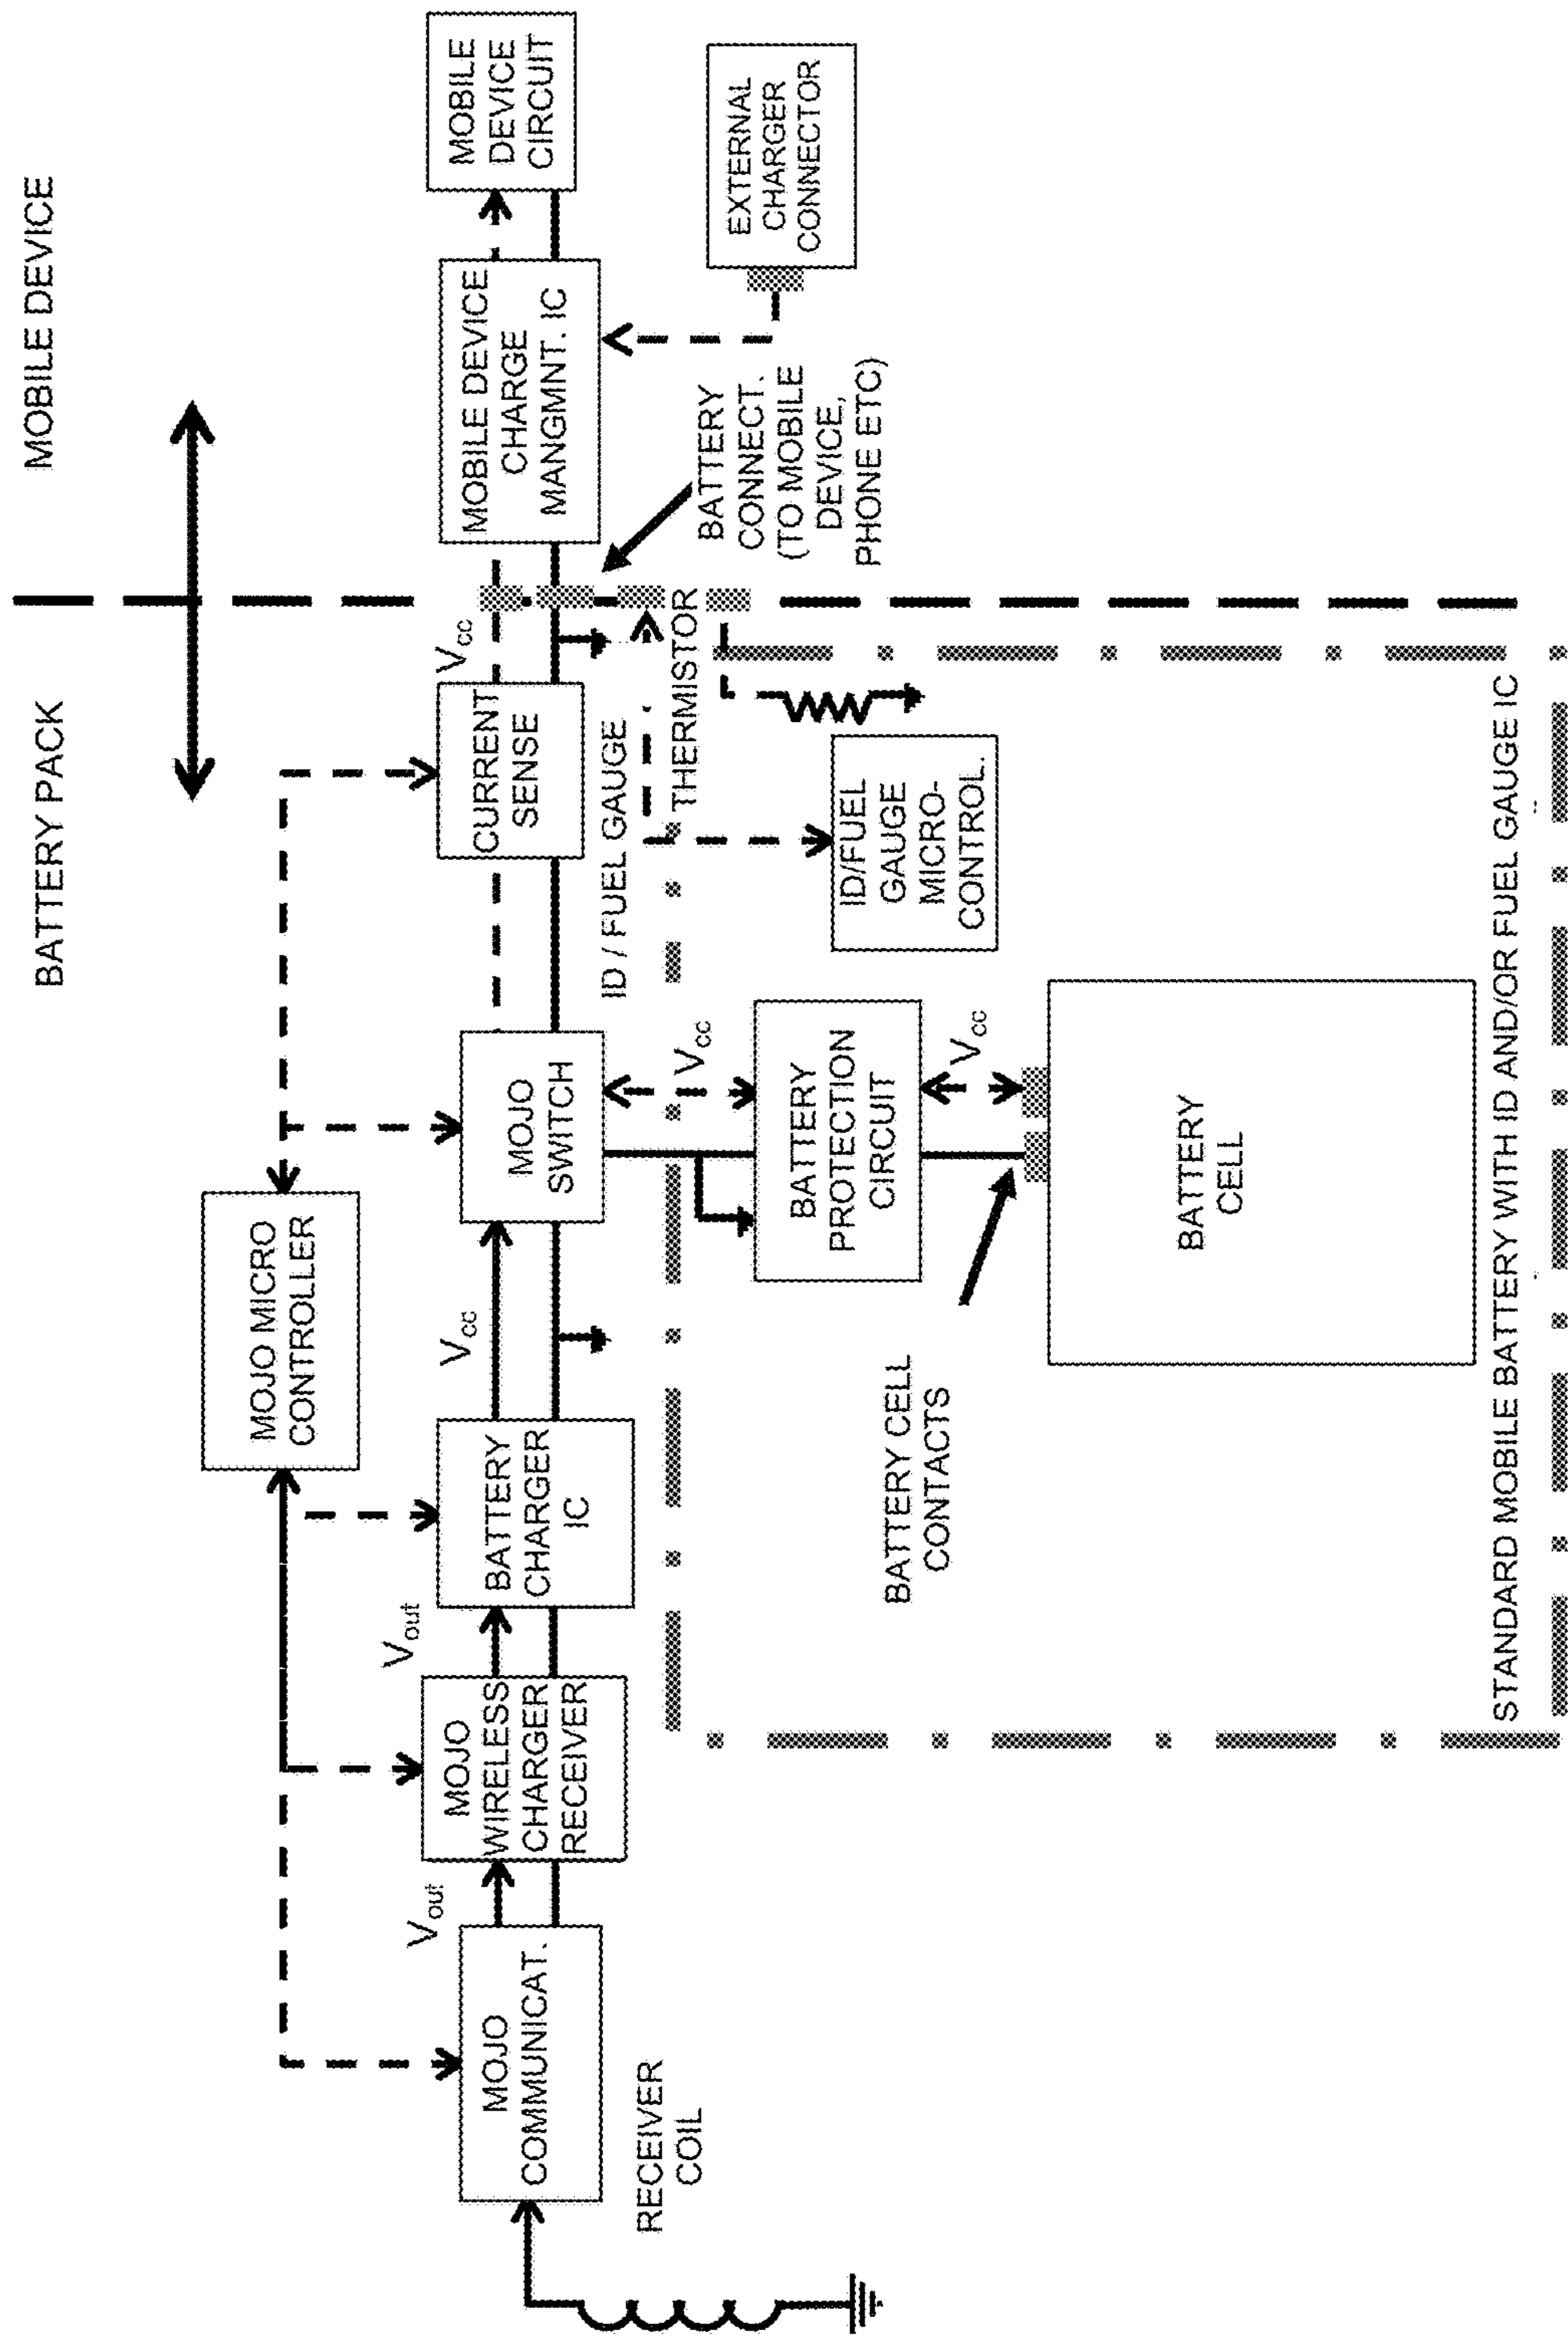 BATTERY PACK
MOBILE DEVICE
MOJO MICRO
CONTROLLER
Vout
Vout
Vcc
Vcc
MOJO
COMMUNICAT.
MOJO
WIRELESS
CHARGER
RECEIVER
BATTERY
CHARGER
IC
MOJO
SWITCH
CURRENT
SENSE
MOBILE DEVICE
CHARGE
MANGMNT. IC
MOBILE
DEVICE
CIRCUIT
RECEIVER
COIL
ID / FUEL GAUGE
THERMISTOR
Vcc
BATTERY
CONNECT.
(TO MOBILE
DEVICE,
PHONE ETC)
EXTERNAL
CHARGER
CONNECTOR
BATTERY
PROTECTION
CIRCUIT
ID/FUEL
GAUGE
MICRO-
CONTROL.
BATTERY CELL
CONTACTS
Vcc
BATTERY
CELL
STANDARD MOBILE BATTERY WITH ID AND/OR FUEL GAUGE IC